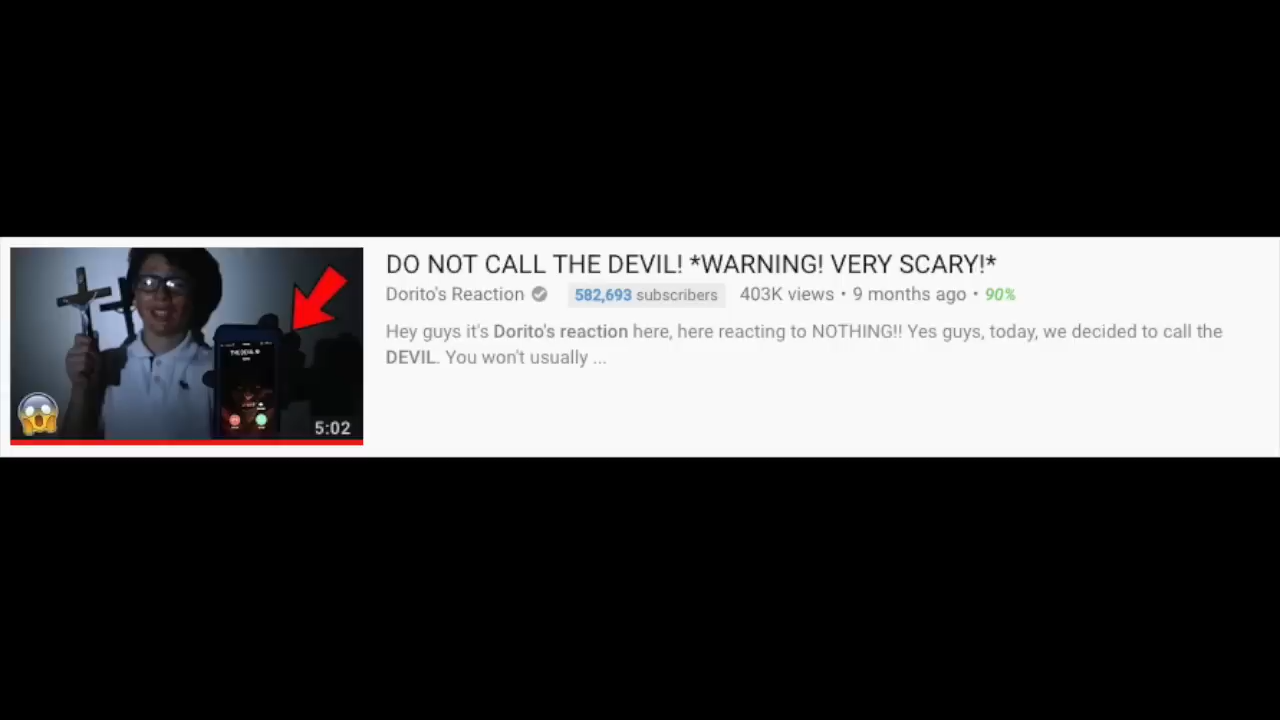 DO NOT CALL THE DEVIL! *WARNING! VERY SCARY!*
Dorito's Reaction 582,693 subscribers 403K views • 9 months ago • 90%
Hey guys it's Dorito's reaction here, here reacting to NOTHING!! Yes guys, today, we decided to call the
DEVIL. You won't usually ...
THE DEVIL
5:02